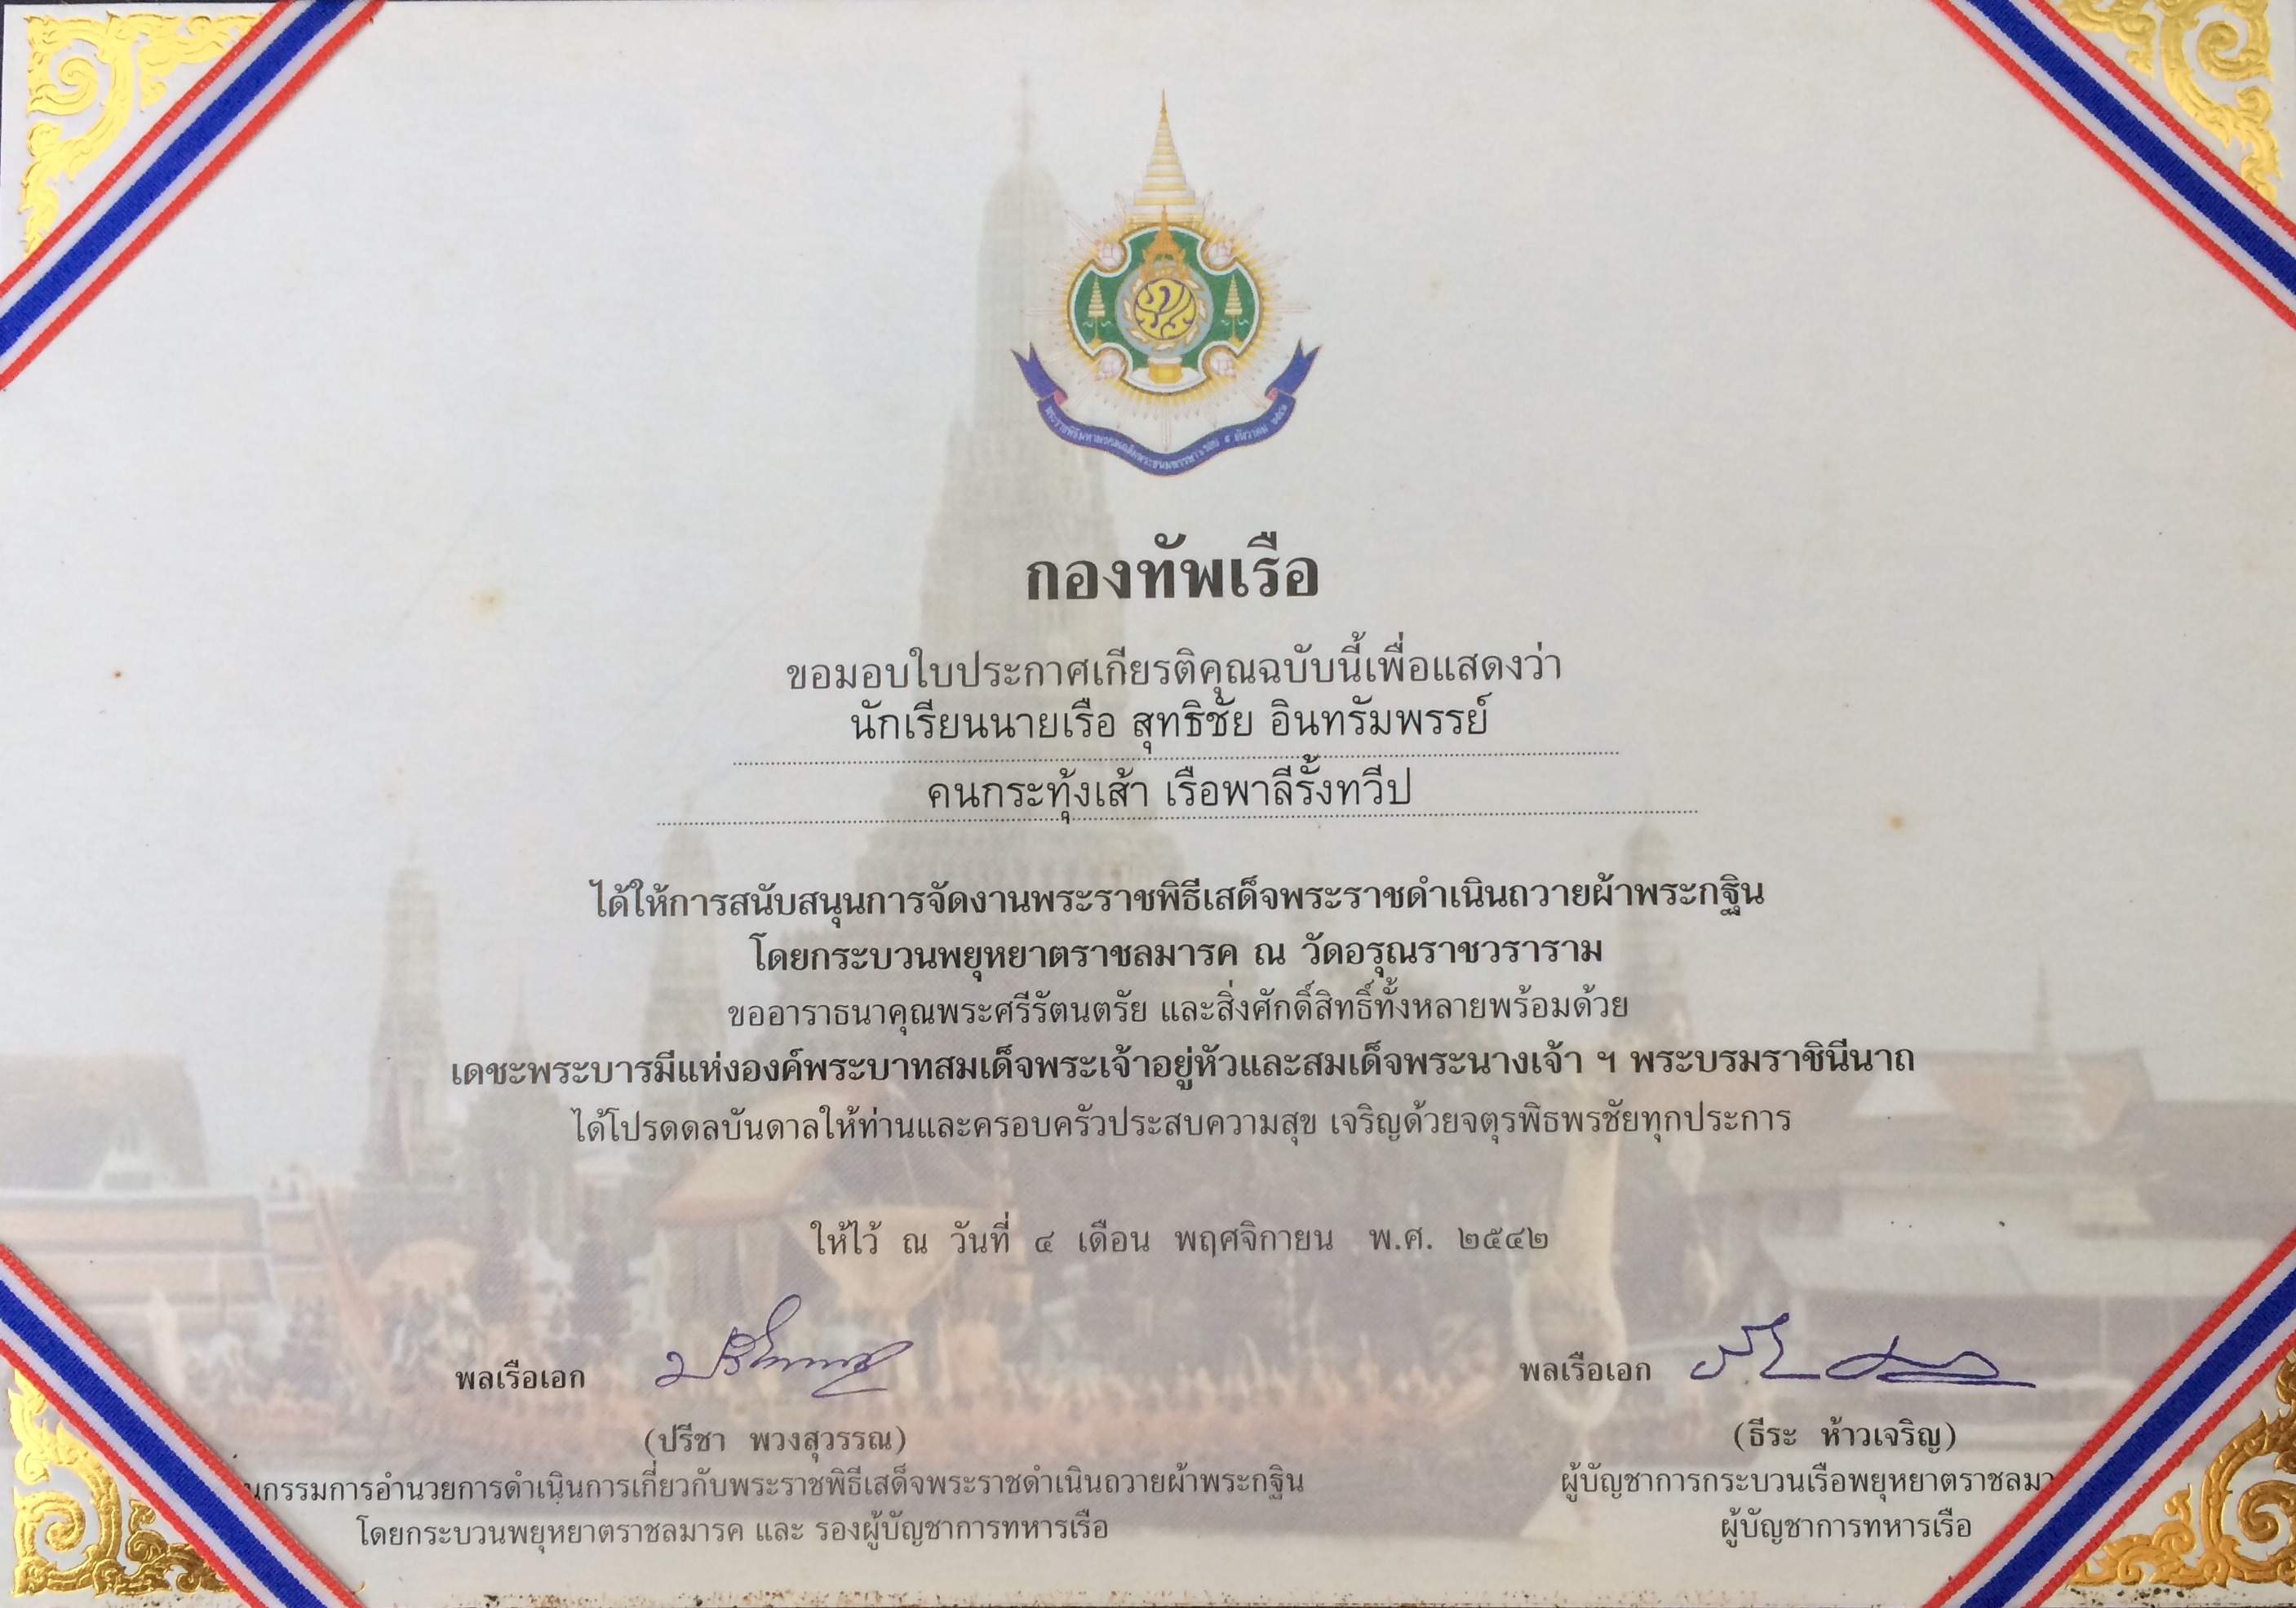 กองทัพเรือ
ขอมอบใบประกาศเกียรติคุณฉบับนี้เพื่อแสดงว่า
นักเรียนนายเรือ สุทธิชัย อินทรัมพรรย์
คนกระทุ้งเส้า เรือพาลีรั้งทวีป
ได้ให้การสนับสนุนการจัดงานพระราชพิธีเสด็จพระราชดำเนินถวายผ้าพระกฐิน
โดยกระบวนพยุหยาตราชลมารค ณ วัดอรุณราชวราราม
ขออาราธนาคุณพระศรีรัตนตรัย และสิ่งศักดิ์สิทธิ์ทั้งหลายพร้อมด้วย
เดชะพระบารมีแห่งองค์พระบาทสมเด็จพระเจ้าอยู่หัวและสมเด็จพระนางเจ้า ฯ พระบรมราชินีนาถ
ได้โปรดดลบันดาลให้ท่านและครอบครัวประสบความสุข เจริญด้วยจตุรพิธพรชัยทุกประการ
ให้ไว้ ณ วันที่ ๔ เดือน พฤศจิกายน พ.ศ. ๒๕๔๒
พลเรือเอก
(ปรีชา พวงสุวรรณ)
นกรรมการอำนวยการดำเนินการเกี่ยวกับพระราชพิธีเสด็จพระราชดำเนินถวายผ้าพระกฐิน
โดยกระบวนพยุหยาตราชลมารค และ รองผู้บัญชาการทหารเรือ
พลเรือเอก
(ธีระ ห้าวเจริญ)
ผู้บัญชาการกระบวนเรือพยุหยาตราชลมา
ผู้บัญชาการทหารเรือ